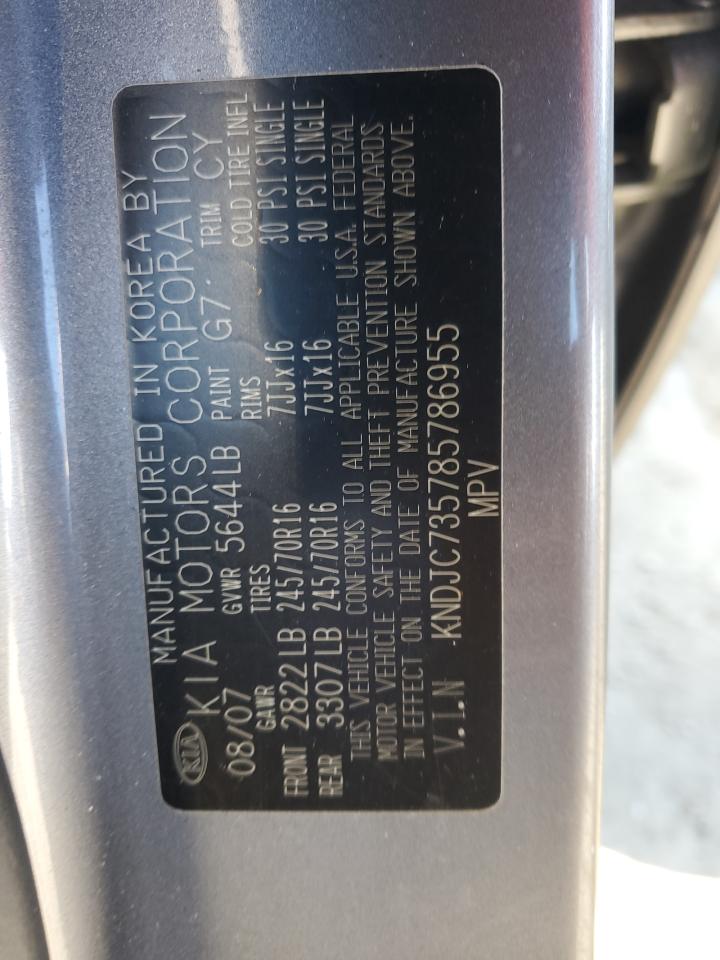 MANUFACTURED IN KOREA BY
KIA KIA MOTORS CORPORATION
08/07 GVWR 5644LB PAINT G7 TRIM CY
GAWR TIRES RIMS COLD TIRE INFL
FRONT 2822LB 245/70R16 7JJx16 30 PSI SINGLE
REAR 3307LB 245/70R16 7JJx16 30 PSI SINGLE
THIS VEHICLE CONFORMS TO ALL APPLICABLE U.S.A. FEDERAL
MOTOR VEHICLE SAFETY AND THEFT PREVENTION STANDARDS
IN EFFECT ON THE DATE OF MANUFACTURE SHOWN ABOVE.
V.I.N KNDJC735785786955
MPV